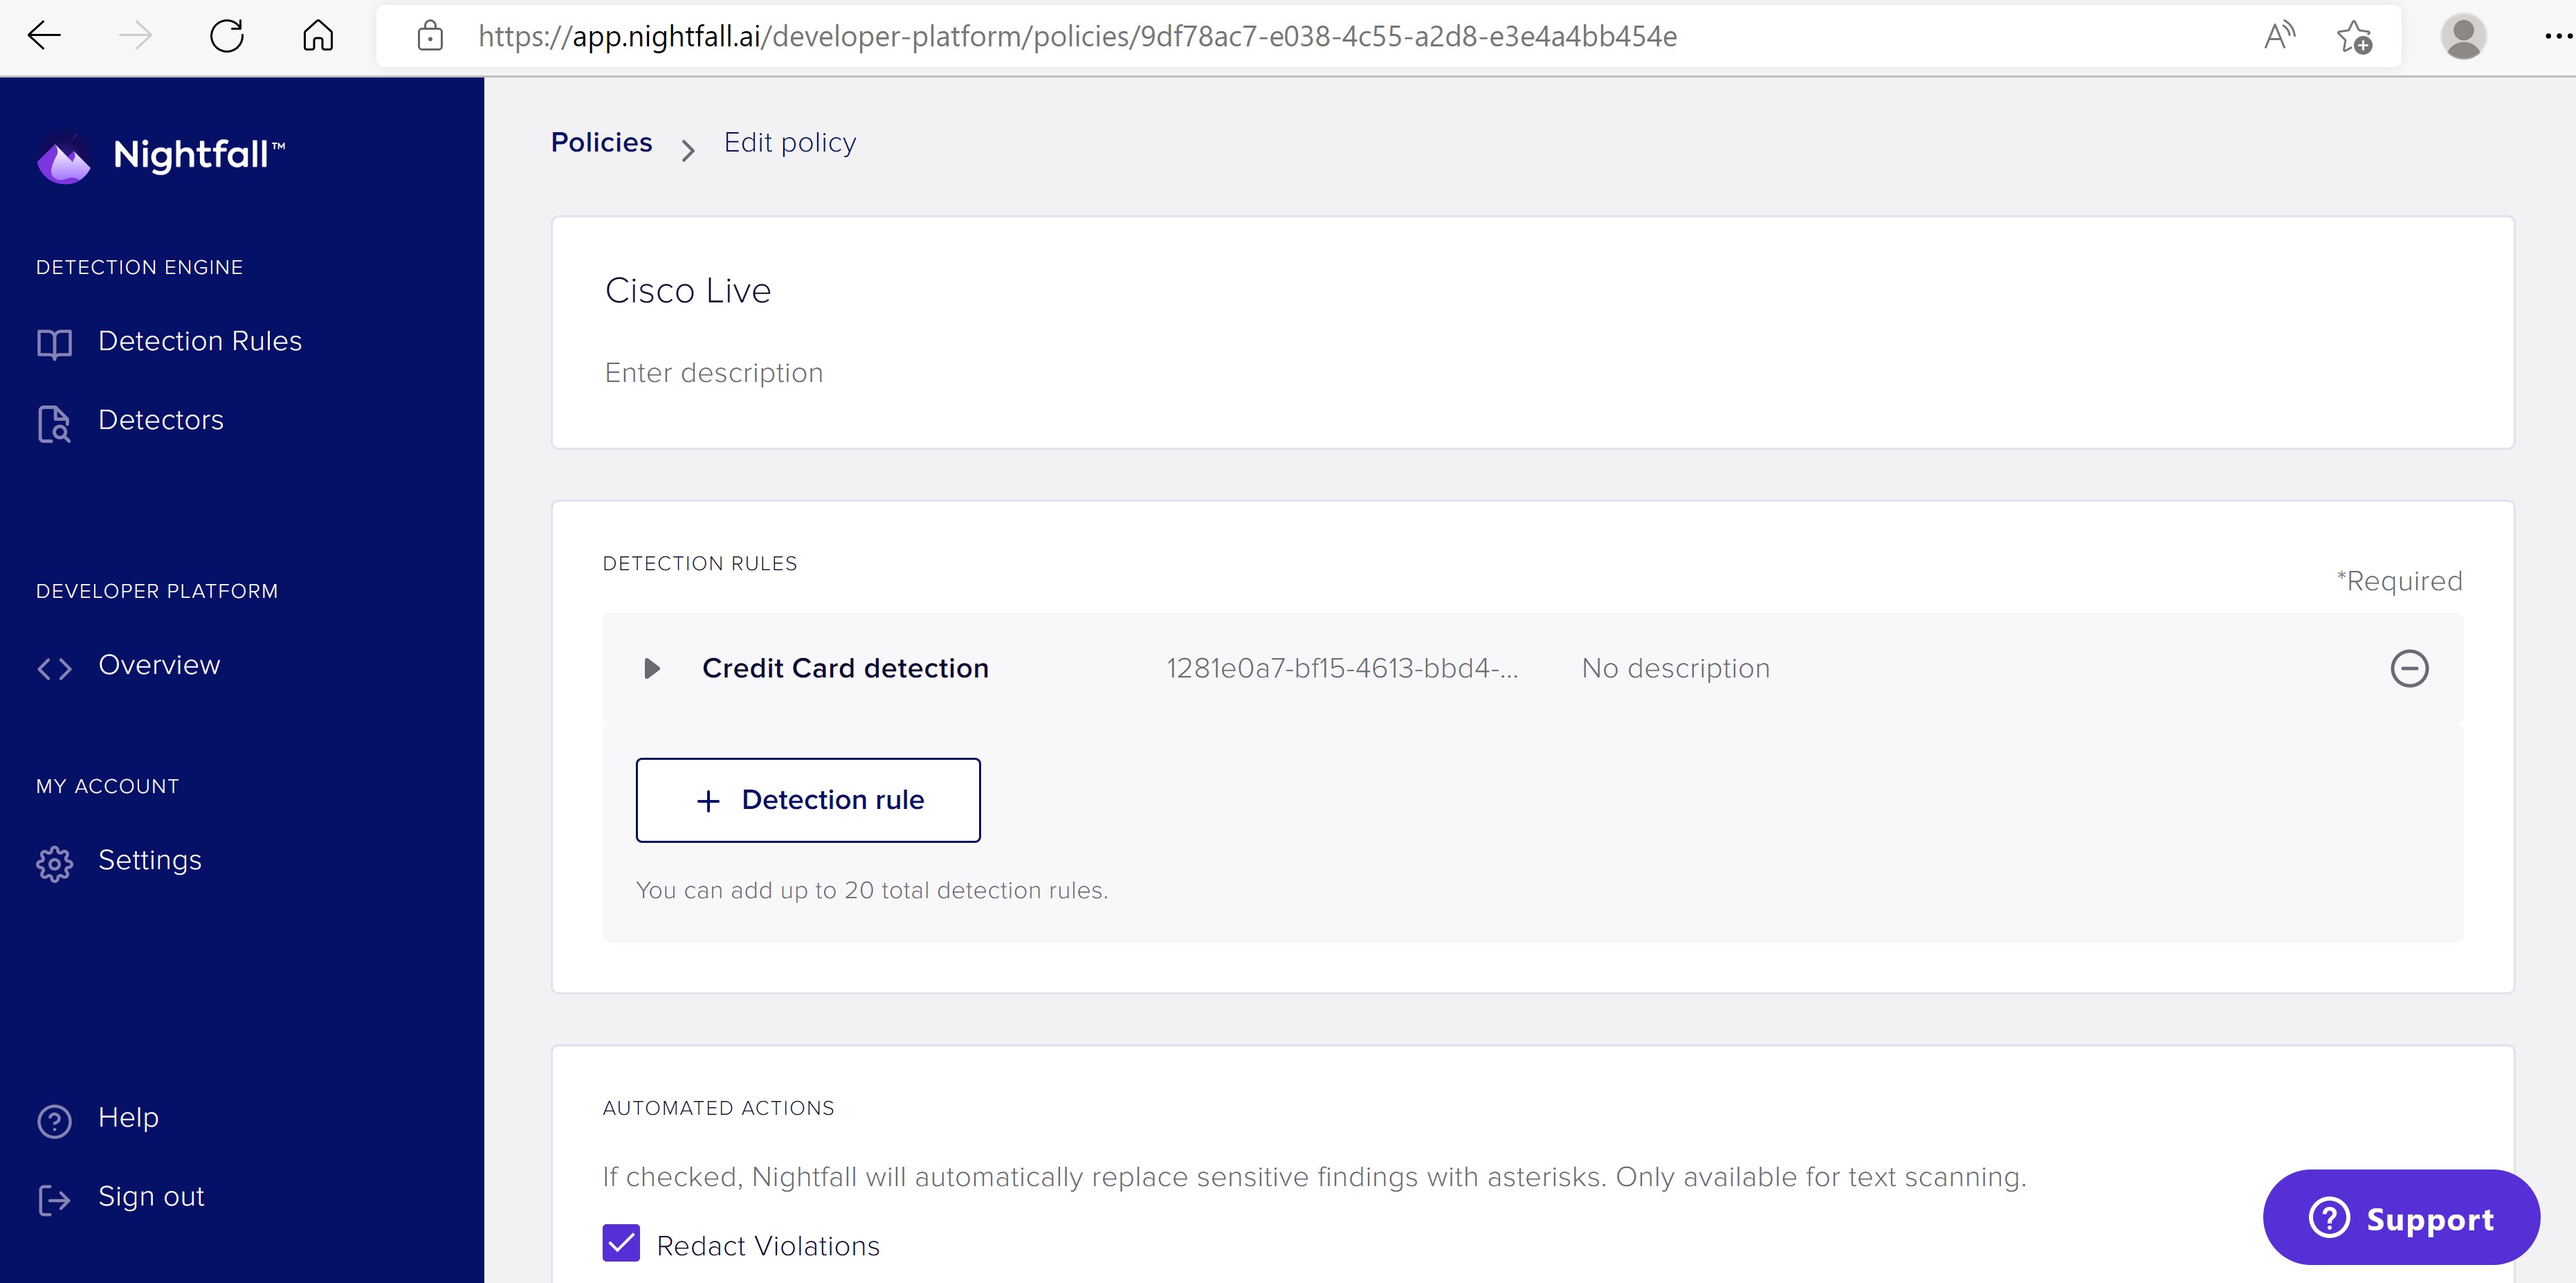 https://app.nightfall.ai/developer-platform/policies/9df78ac7-e038-4c55-a2d8-e3e4a4bb454e
Nightfall™
DETECTION ENGINE
Detection Rules
Detectors
DEVELOPER PLATFORM
Overview
MY ACCOUNT
Settings
Help
Sign out
Policies > Edit policy
Cisco Live
Enter description
DETECTION RULES
*Required
Credit Card detection 1281e0a7-bf15-4613-bbd4-... No description
+ Detection rule
You can add up to 20 total detection rules.
AUTOMATED ACTIONS
If checked, Nightfall will automatically replace sensitive findings with asterisks. Only available for text scanning.
Redact Violations
Support